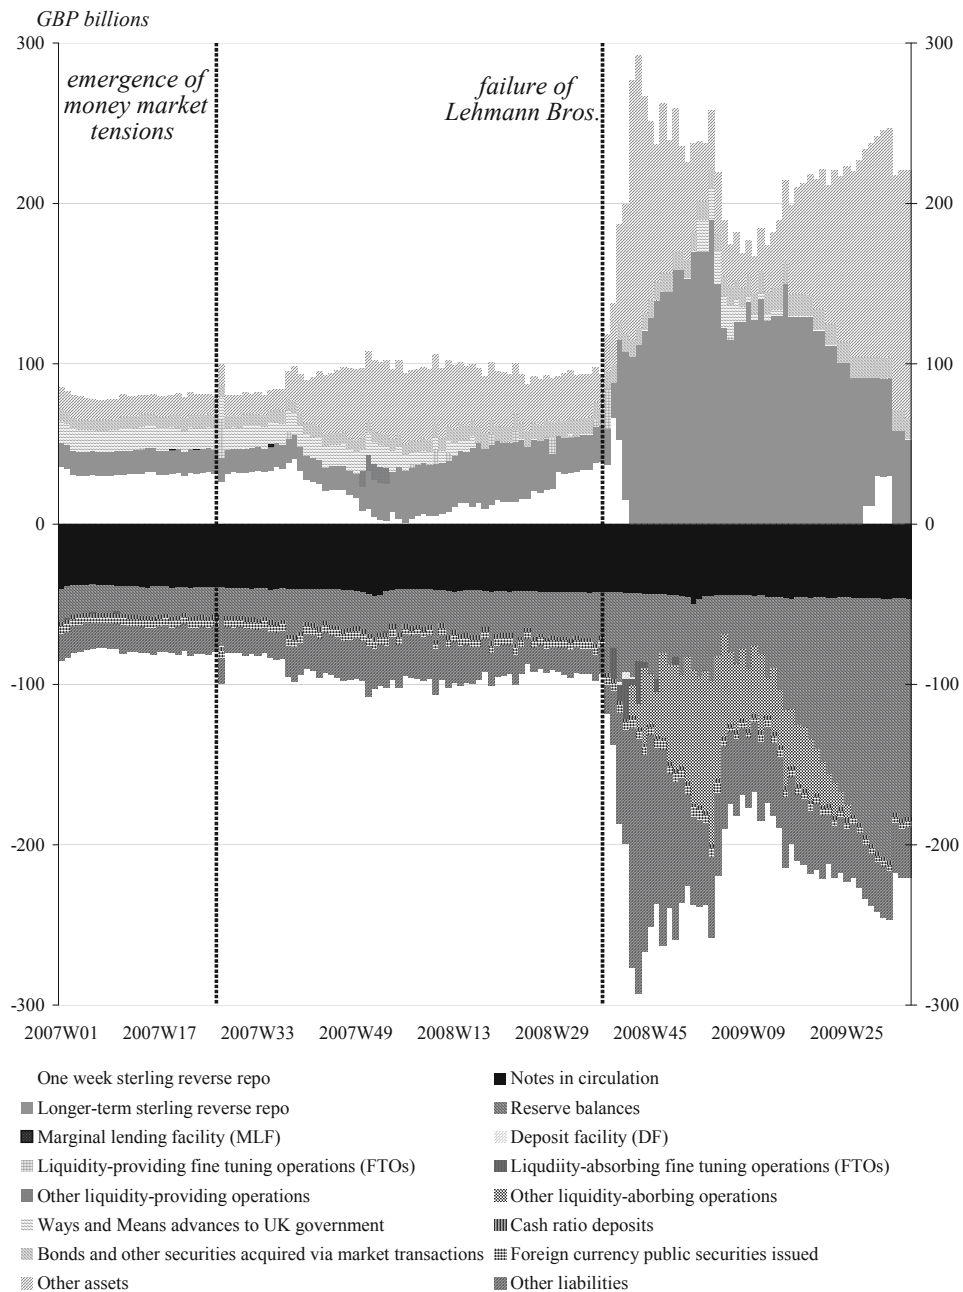 GBP billions
300
300
emergence of
money market
tensions
failure of
Lehmann Bros.
200
200
100
100
0
0
-100
-100
-200
-200
-300
-300
2007W01 2007W17 2007W33 2007W49 2008W13 2008W29 2008W45 2009W09 2009W25
One week sterling reverse repo
Notes in circulation
Longer-term sterling reverse repo
Reserve balances
Marginal lending facility (MLF)
Deposit facility (DF)
Liquidity-providing fine tuning operations (FTOs)
Liqudiity-absorbing fine tuning operations (FTOs)
Other liquidity-providing operations
Other liquidity-aborbing operations
Ways and Means advances to UK government
Cash ratio deposits
Bonds and other securities acquired via market transactions
Foreign currency public securities issued
Other assets
Other liabilities